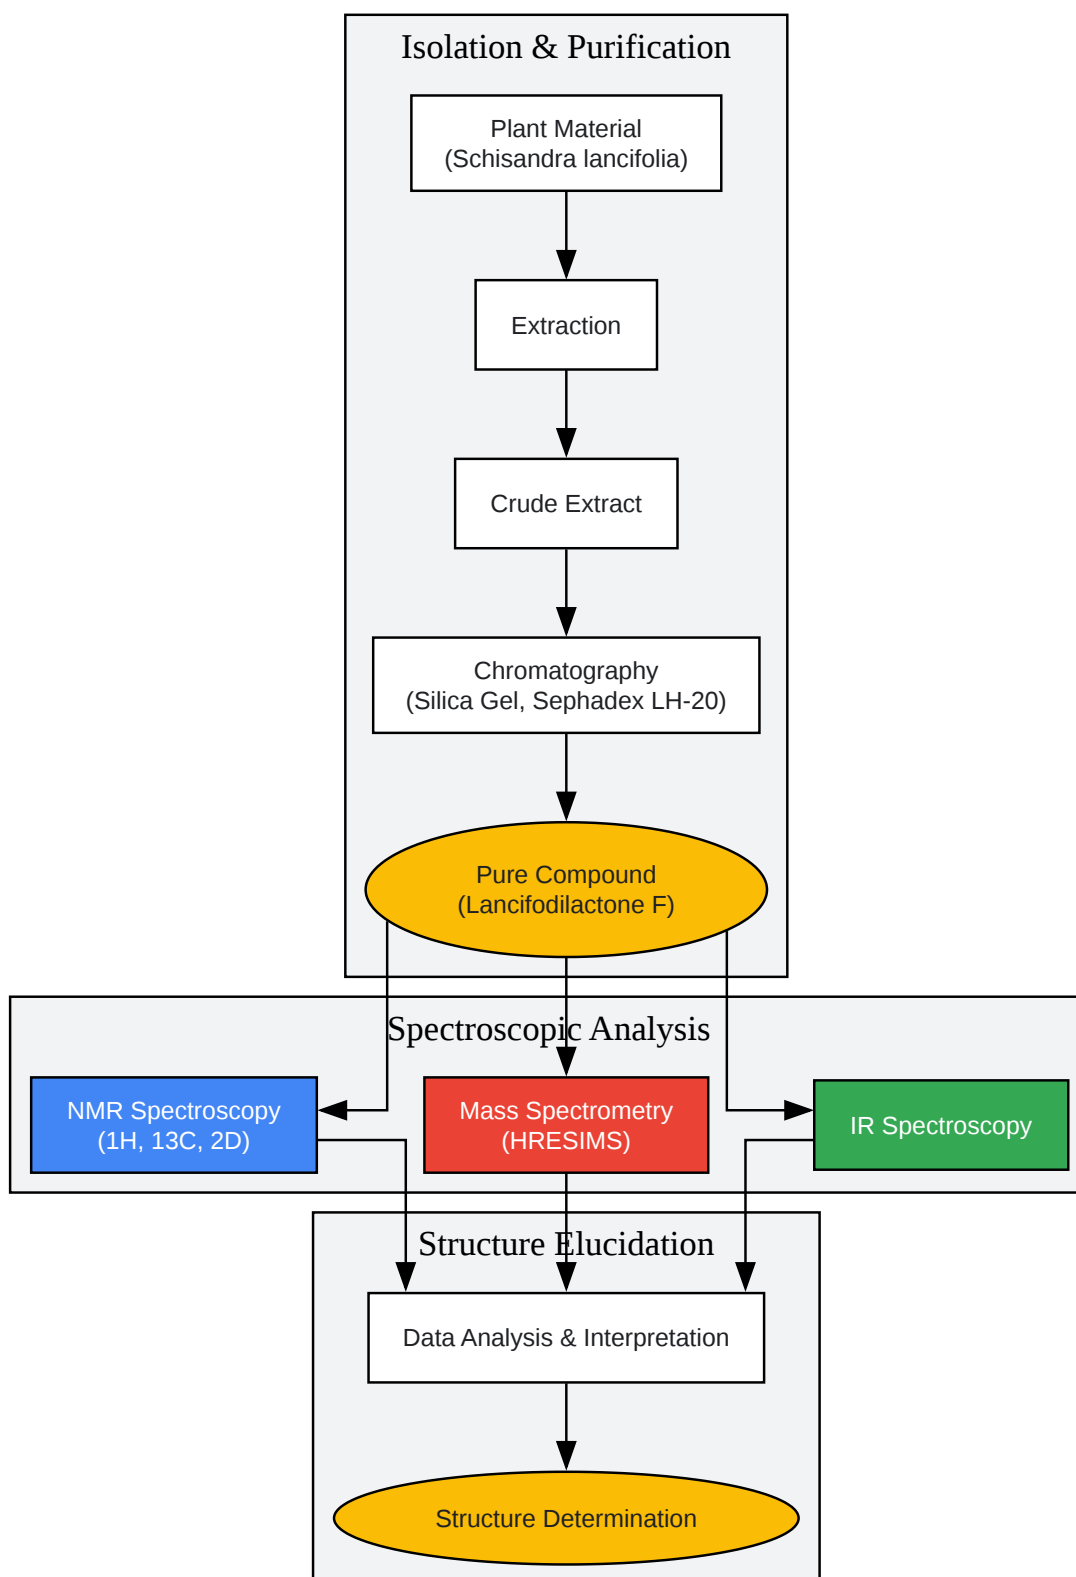 Isolation & Purification
Plant Material
(Schisandra lancifolia)
Extraction
Crude Extract
Chromatography
(Silica Gel, Sephadex LH-20)
Pure Compound
(Lancifodilactone F)
Spectroscopic Analysis
NMR Spectroscopy
(1H, 13C, 2D)
Mass Spectrometry
(HRESIMS)
IR Spectroscopy
Structure Elucidation
Data Analysis & Interpretation
Structure Determination